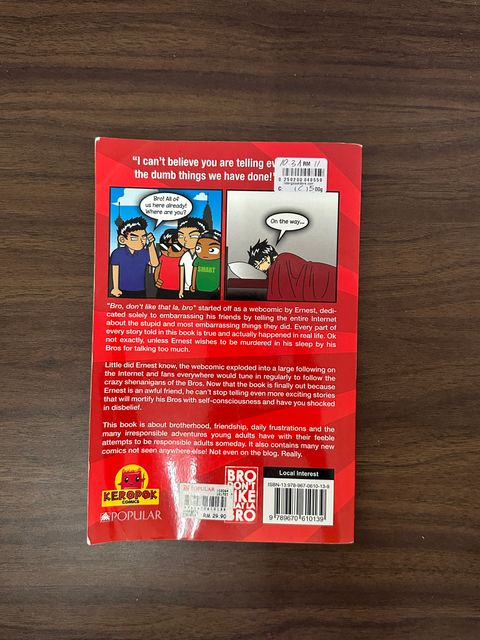 "I can't believe you are telling
the dumb things we have done!"
RM
Bro! All of
us here already!
Where are you?
SMART
On the way...
"Bro, don't like that la, bro" started off as a webcomic by Ernest, dedi-
cated solely to embarrassing his friends by telling the entire Internet
about the stupid and most embarrassing things they did. Every part of
every story told in this book is true and actually happened in real life. Ok
not exactly, unless Ernest wishes to be murdered in his sleep by his
Bros for talking too much.
Little did Ernest know, the webcomic exploded into a large following on
the Internet and fans everywhere would tune in regularly to follow the
crazy shenanigans of the Bros. Now that the book is finally out because
Ernest is an awful friend, he can't stop telling even more exciting stories
that will mortify his Bros with self-consciousness and have you shocked
in disbelief.
This book is about brotherhood, friendship, daily frustrations and the
many irresponsible adventures young adults have with their feeble
attempts to be responsible adults someday. It also contains many new
comics not seen anywhere else! Not even on the blog. Really.
KEROPOK
COMICS
POPULAR
POPULAR
RM 29.90
BRO
DON'T
LIKE
THAT LA
BRO
Local Interest
ISBN-13 978-967-0610-13-9
9 789670 610139